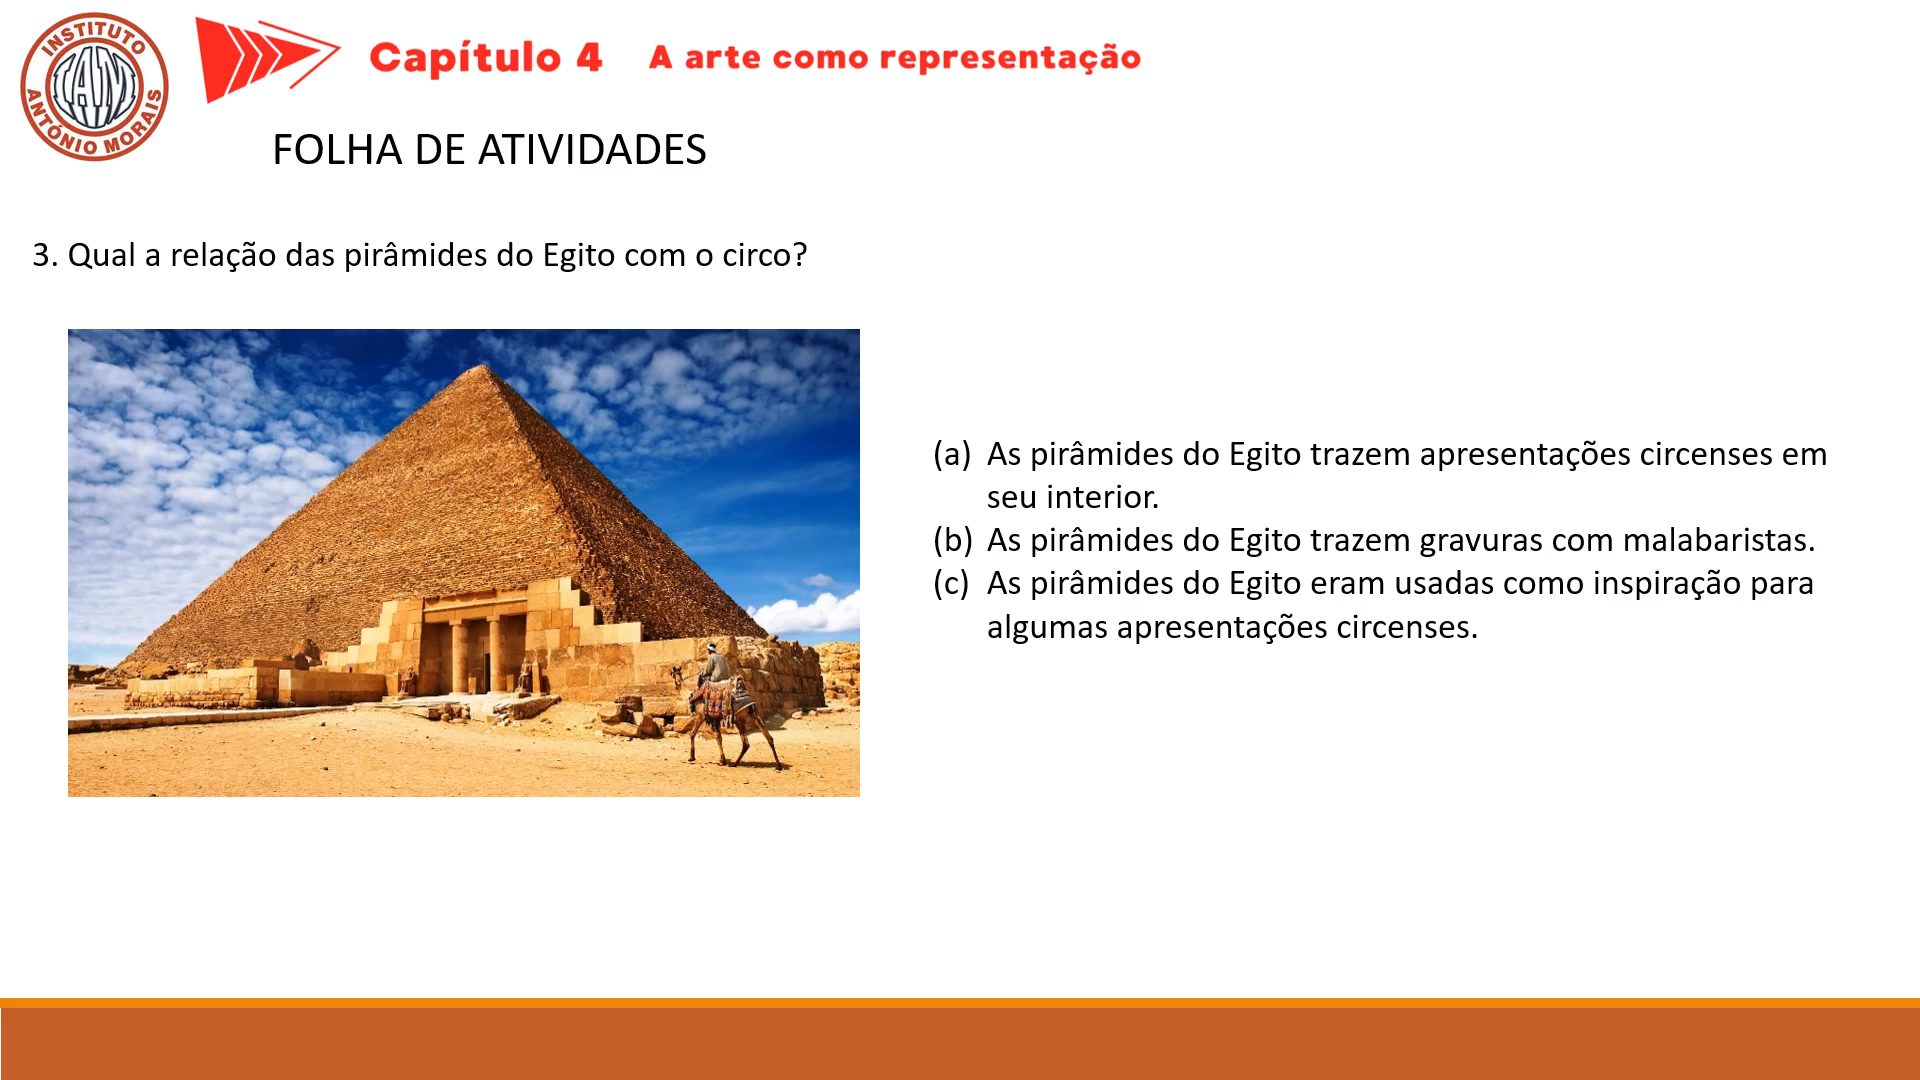 INSTITUTO
IAM
ANTÓNIO MORAIS
Capítulo 4 A arte como representação
FOLHA DE ATIVIDADES
3. Qual a relação das pirâmides do Egito com o circo?
(a) As pirâmides do Egito trazem apresentações circenses em
seu interior.
(b) As pirâmides do Egito trazem gravuras com malabaristas.
(c) As pirâmides do Egito eram usadas como inspiração para
algumas apresentações circenses.